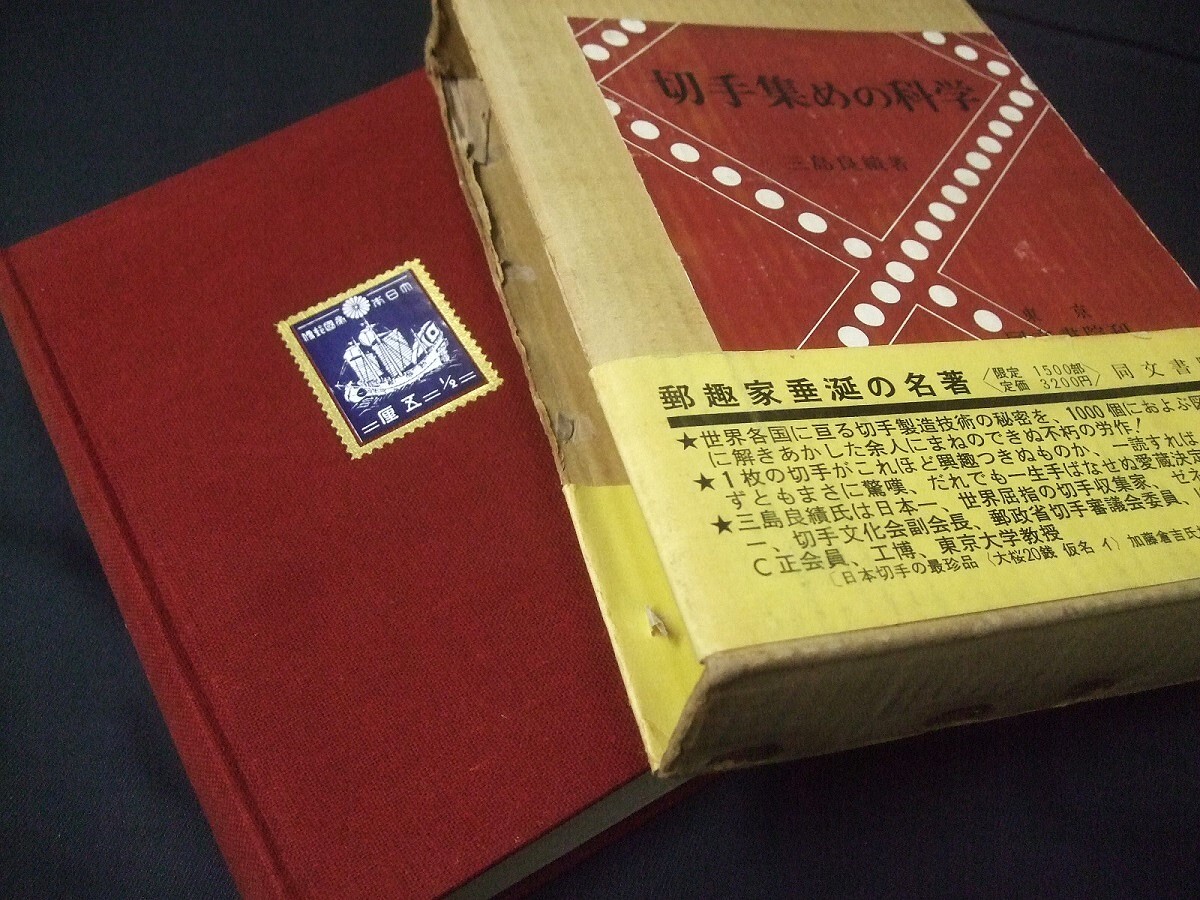 切手集めの科学
三島良績著
東京
大日本帝国郵便
1/2
五厘
郵趣家垂涎の名著
限定 1500部
定価 3200円
同文書
★世界各国に亘る切手製造技術の秘密を、1000個におよぶ図
に解きあかした余人にまねのできぬ不朽の労作!
★1枚の切手がこれほど興趣つきぬものか、一読すれば
ずともまさに驚嘆、だれでも一生手ばなせぬ愛蔵決定
★三島良績氏は日本一、世界屈指の切手収集家、ゼネ
一、切手文化会副会長、郵政省切手審議会委員、
C正会員、工博、東京大学教授
〔日本切手の最珍品〈大桜20銭 仮名 イ〉加藤倉吉氏